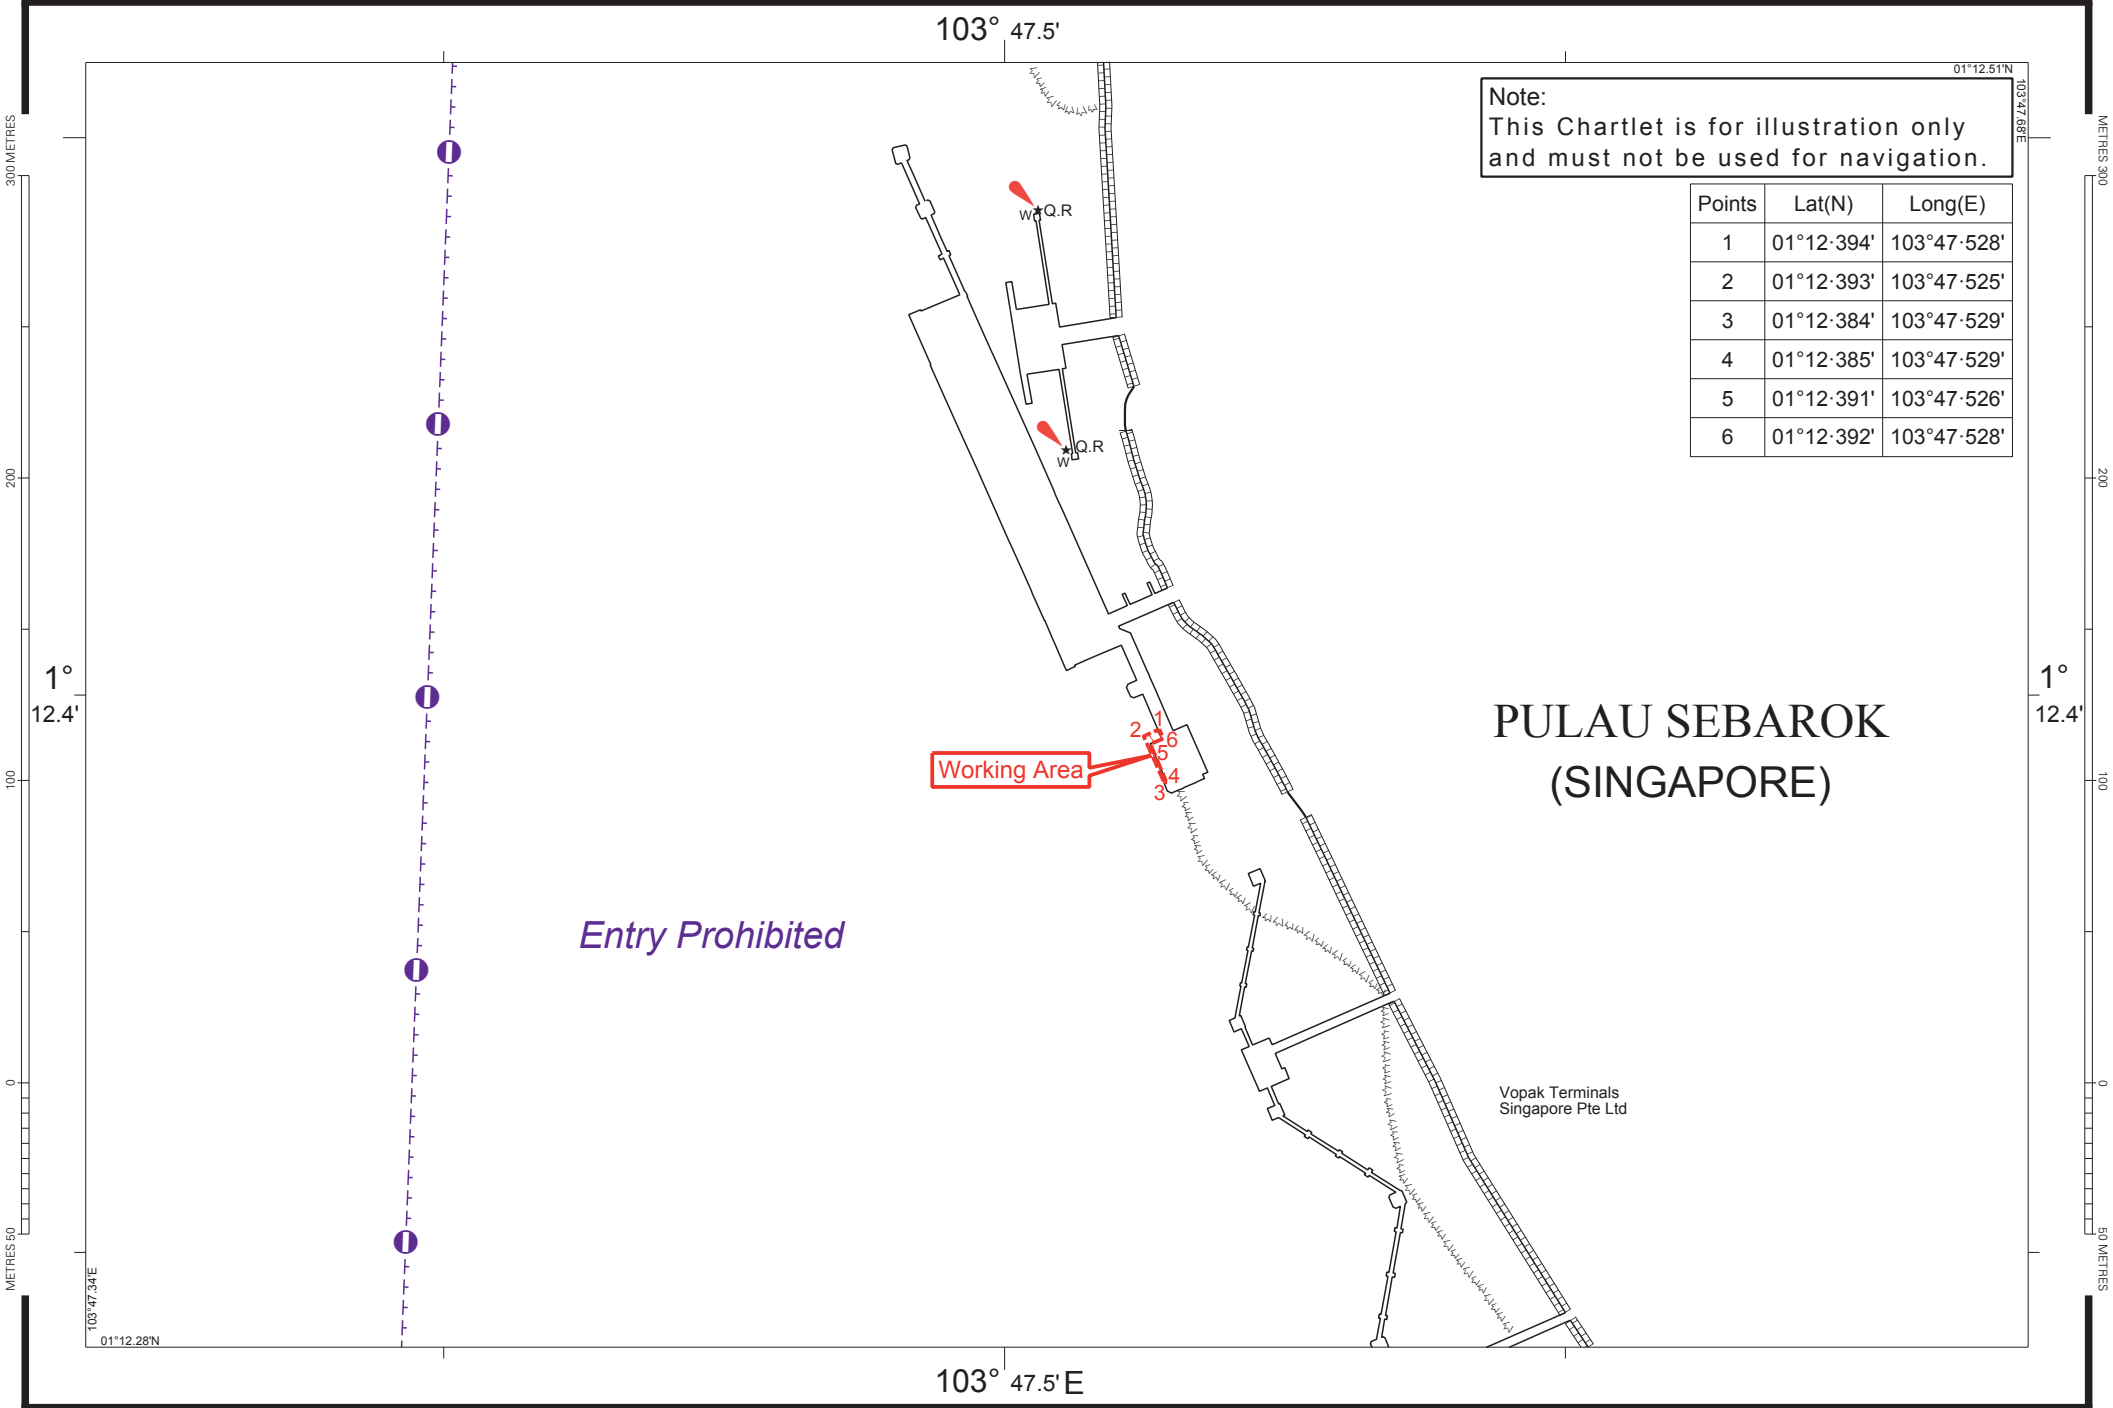 103° 47.5'
01°12.51'N
103°47.68'E
Note:
This Chartlet is for illustration only
and must not be used for navigation.
Points Lat(N) Long(E)
1 01°12·394' 103°47·528'
2 01°12·393' 103°47·525'
3 01°12·384' 103°47·529'
4 01°12·385' 103°47·529'
5 01°12·391' 103°47·526'
6 01°12·392' 103°47·528'
300 METRES
METRES 300
W Q.R
W Q.R
200
200
1°
12.4'
1°
12.4'
PULAU SEBAROK
(SINGAPORE)
1
2
6
5
4
3
Working Area
100
100
Entry Prohibited
0
0
Vopak Terminals
Singapore Pte Ltd
METRES 50
50 METRES
103°47.34'E
01°12.28'N
103° 47.5' E